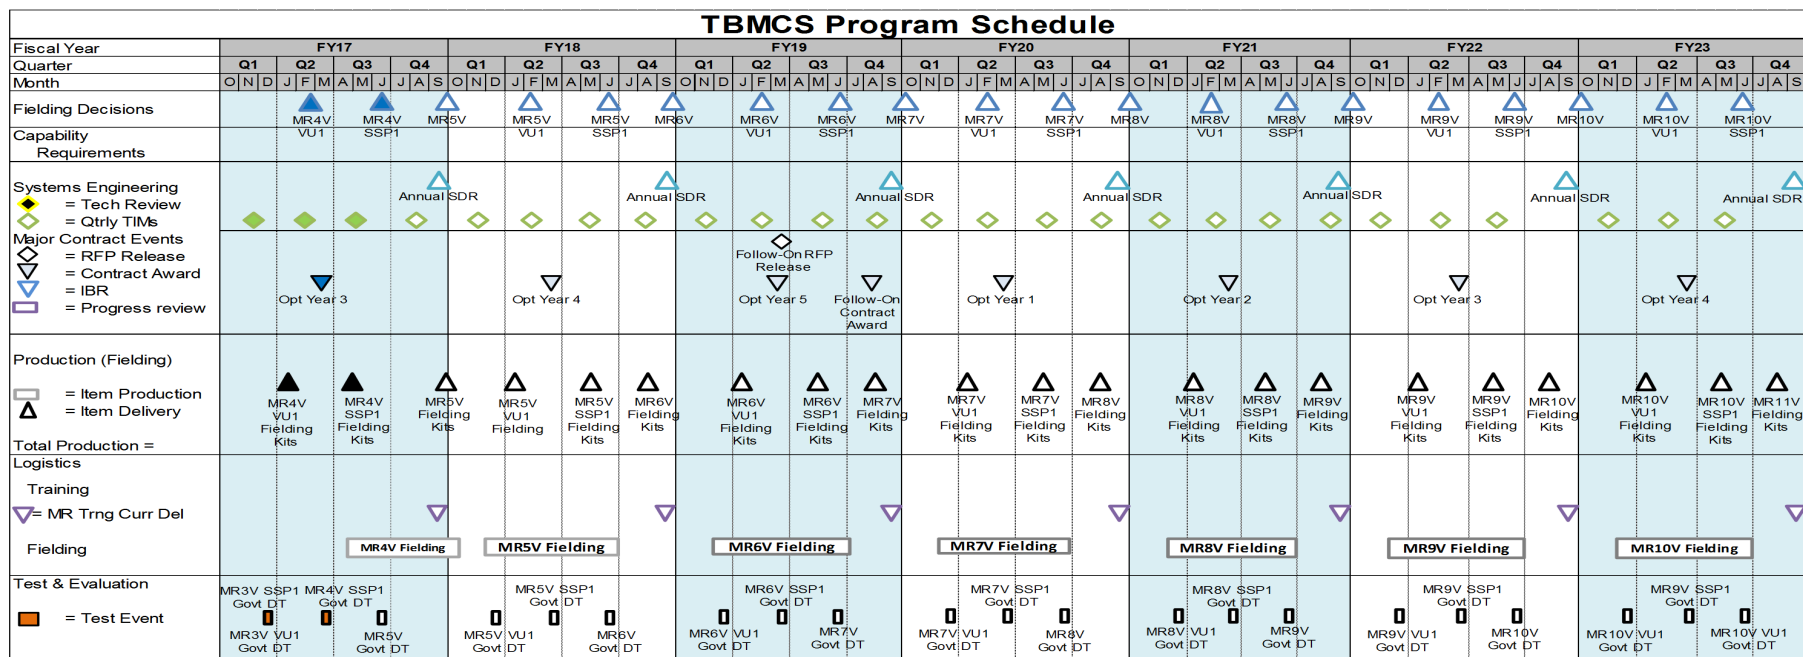 TBMCS Program Schedule
Fiscal Year FY17 FY18 FY19 FY20 FY21 FY22 FY23
Quarter Q1 Q2 Q3 Q4 Q1 Q2 Q3 Q4 Q1 Q2 Q3 Q4 Q1 Q2 Q3 Q4 Q1 Q2 Q3 Q4 Q1 Q2 Q3 Q4 Q1 Q2 Q3 Q4
Month O N D J F M A M J J A S O N D J F M A M J J A S O N D J F M A M J J A S O N D J F M A M J J A S O N D J F M A M J J A S O N D J F M A M J J A S O N D J F M A M J J A S
Fielding Decisions
MR4V MR4V MR5V MR5V MR5V MR6V MR6V MR6V MR7V MR7V MR7V MR8V MR8V MR8V MR9V MR9V MR9V MR10V MR10V MR10V
VU1 SSP1 VU1 SSP1 VU1 SSP1 VU1 SSP1 VU1 SSP1 VU1 SSP1 VU1 SSP1
Capability
Requirements
Systems Engineering
Annual SDR Annual SDR Annual SDR Annual SDR Annual SDR Annual SDR Annual SDR
= Tech Review
= Qtrly TIMs
Major Contract Events
= RFP Release
Follow-On RFP
Release
= Contract Award
= IBR
Opt Year 3 Opt Year 4 Opt Year 5 Follow-On Opt Year 1 Opt Year 2 Opt Year 3 Opt Year 4
Contract
Award
= Progress review
Production (Fielding)
= Item Production
= Item Delivery
MR4V MR4V MR5V MR5V MR5V MR6V MR6V MR6V MR7V MR7V MR7V MR8V MR8V MR8V MR9V MR9V MR9V MR10V MR10V MR10V MR11V
VU1 SSP1 Fielding VU1 SSP1 Fielding VU1 SSP1 Fielding VU1 SSP1 Fielding VU1 SSP1 Fielding VU1 SSP1 Fielding VU1 SSP1 Fielding
Fielding Fielding Kits Fielding Fielding Kits Fielding Fielding Kits Fielding Fielding Kits Fielding Fielding Kits Fielding Fielding Kits Fielding Fielding Kits
Kits Kits Kits Kits Kits Kits Kits Kits Kits Kits Kits Kits Kits
Total Production =
Logistics
Training
= MR Trng Curr Del
Fielding
MR4V Fielding MR5V Fielding MR6V Fielding MR7V Fielding MR8V Fielding MR9V Fielding MR10V Fielding
Test & Evaluation
MR3V SSP1 MR4V SSP1 MR5V SSP1 MR6V SSP1 MR7V SSP1 MR8V SSP1 MR9V SSP1 MR9V SSP1
Govt DT Govt DT Govt DT Govt DT Govt DT Govt DT Govt DT Govt DT
= Test Event
MR3V VU1 MR5V MR5V VU1 MR6V MR6V VU1 MR7V MR7V VU1 MR8V MR8V VU1 MR9V MR9V VU1 MR10V MR10V VU1 MR10V VU1
Govt DT Govt DT Govt DT Govt DT Govt DT Govt DT Govt DT Govt DT Govt DT Govt DT Govt DT Govt DT Govt DT Govt DT